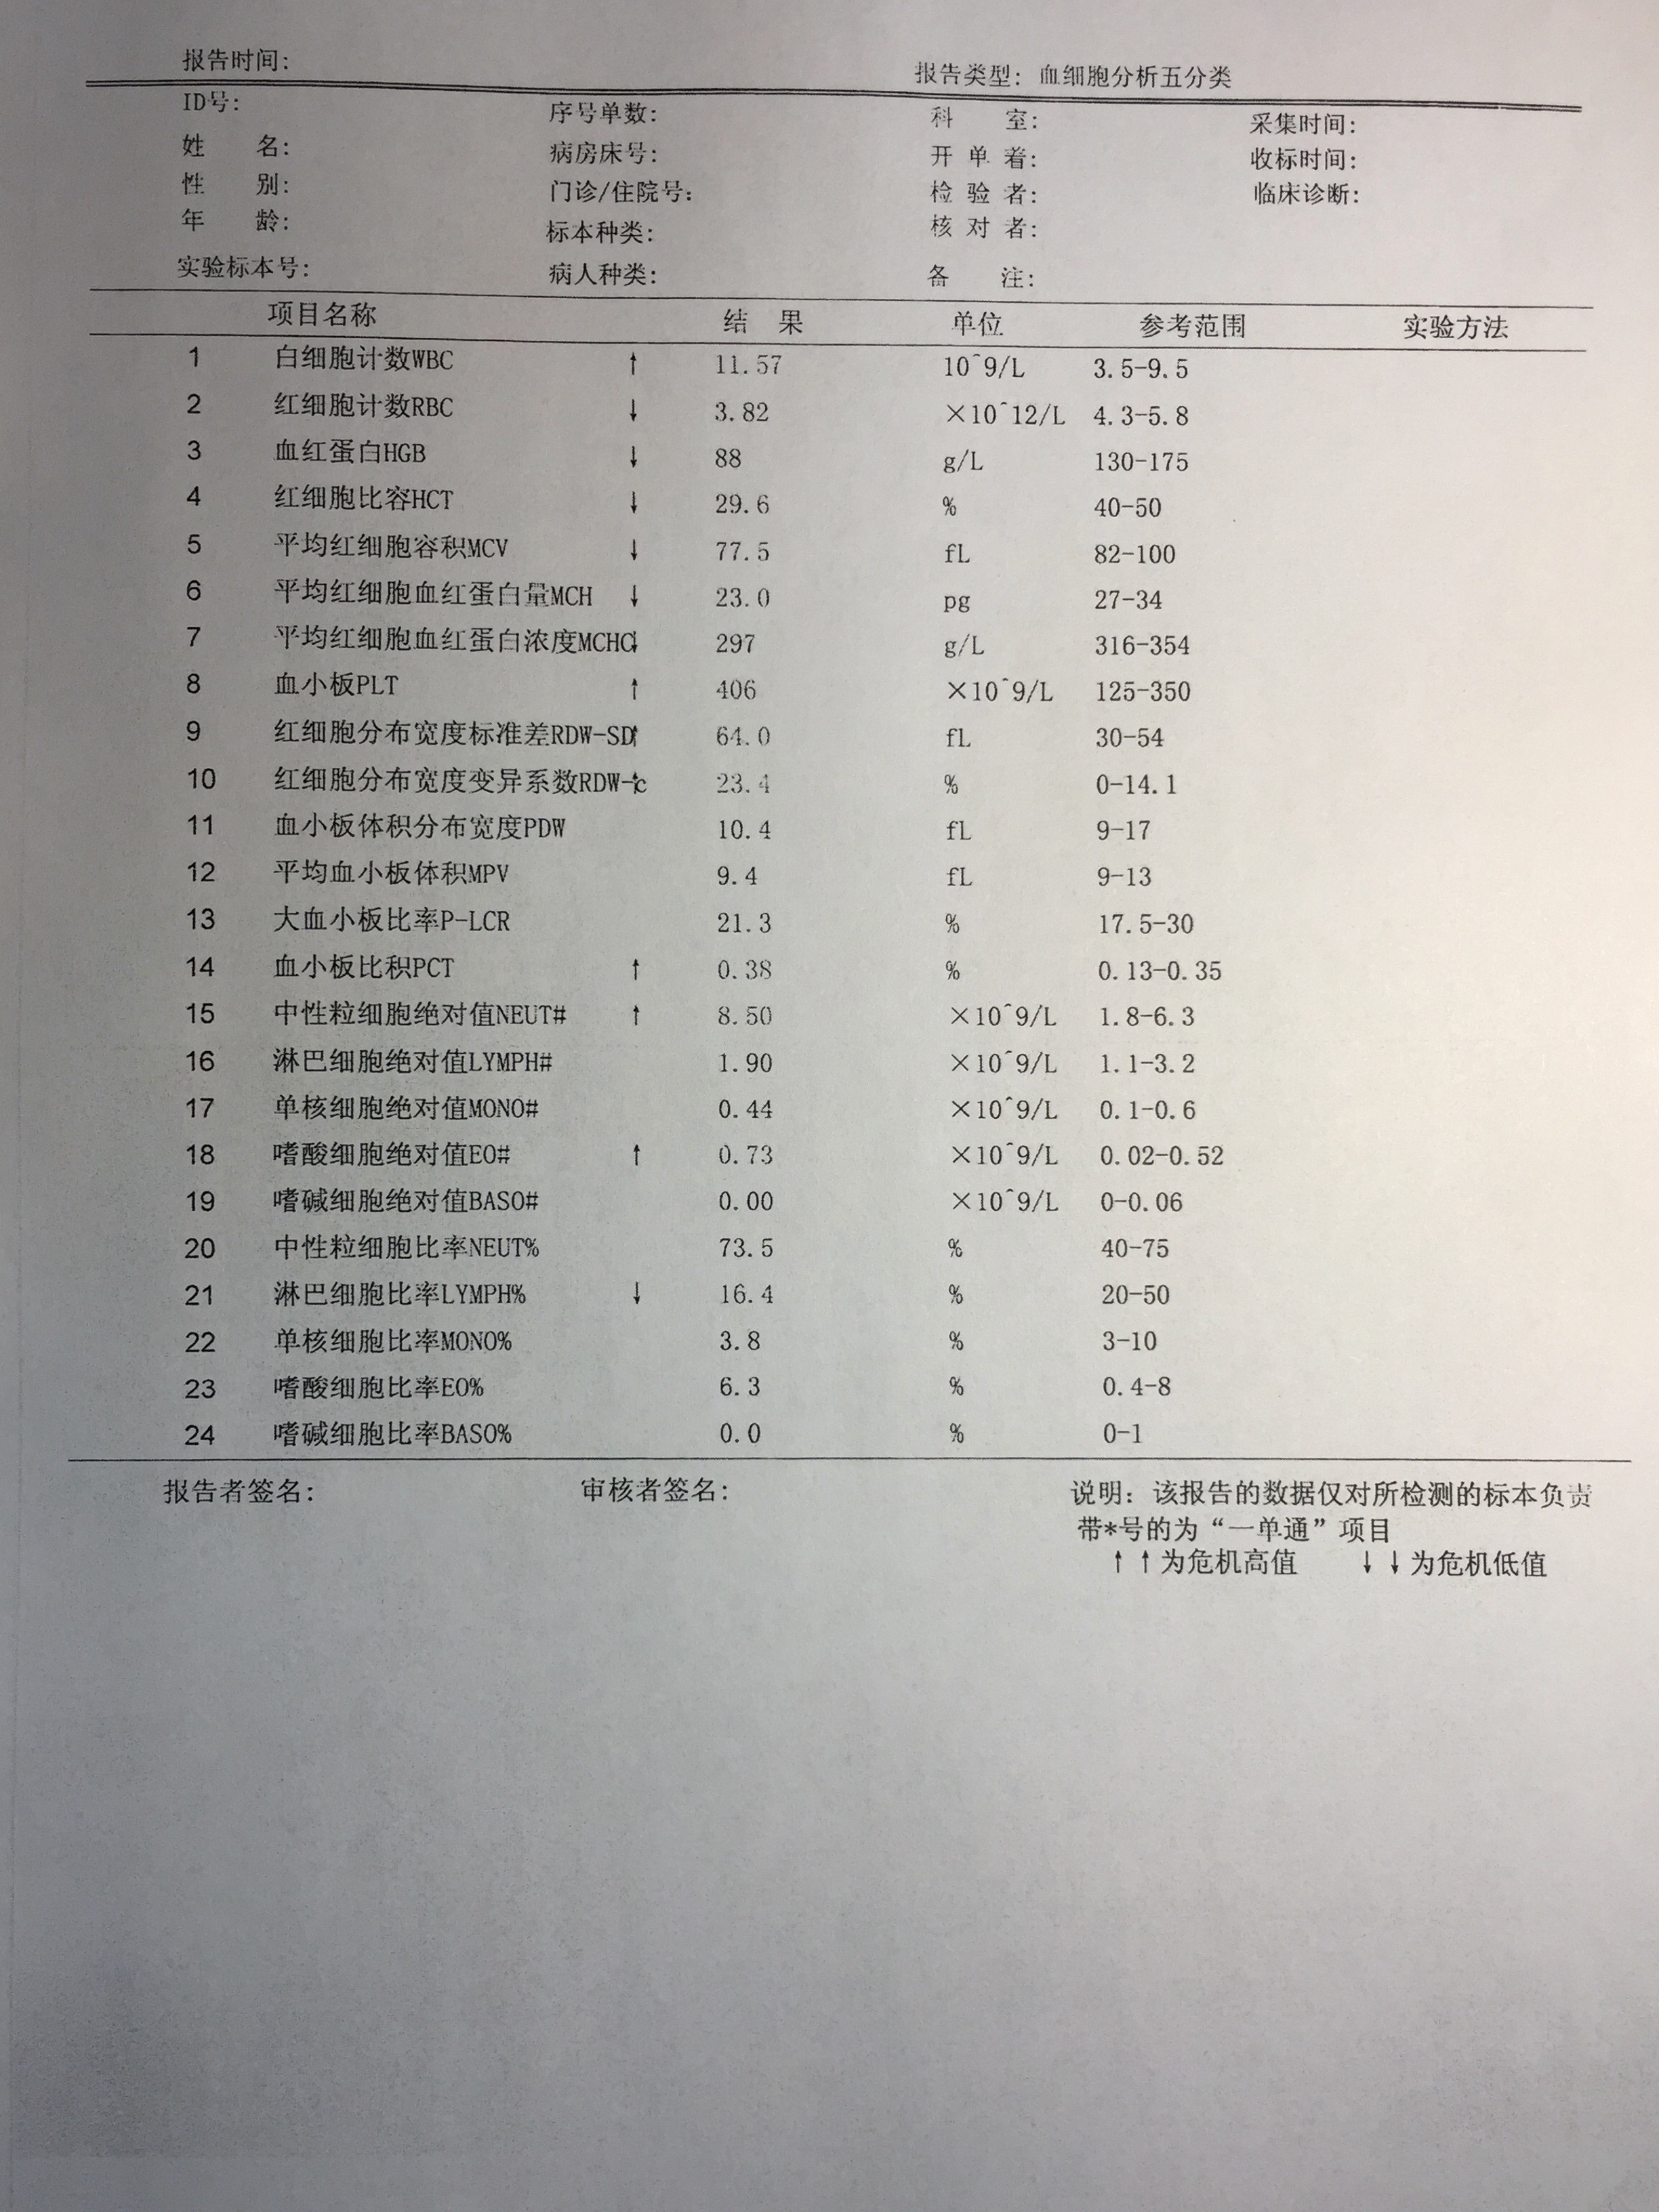 报告时间: 报告类型: 血细胞分析五分类
ID号: 序号单数: 科 室: 采集时间:
姓 名: 病房床号: 开 单 着: 收标时间:
性 别: 门诊/住院号: 检 验 者: 临床诊断:
年 龄: 标本种类: 核 对 者:
实验标本号: 病人种类: 备 注:
项目名称 结 果 单位 参考范围 实验方法
1 白细胞计数WBC ↑ 11.57 10^9/L 3.5-9.5
2 红细胞计数RBC ↓ 3.82 ×10^12/L 4.3-5.8
3 血红蛋白HGB ↓ 88 g/L 130-175
4 红细胞比容HCT ↓ 29.6 % 40-50
5 平均红细胞容积MCV ↓ 77.5 fL 82-100
6 平均红细胞血红蛋白量MCH ↓ 23.0 pg 27-34
7 平均红细胞血红蛋白浓度MCHC↓ 297 g/L 316-354
8 血小板PLT ↑ 406 ×10^9/L 125-350
9 红细胞分布宽度标准差RDW-SD↑ 64.0 fL 30-54
10 红细胞分布宽度变异系数RDW-c↑ 23.4 % 0-14.1
11 血小板体积分布宽度PDW 10.4 fL 9-17
12 平均血小板体积MPV 9.4 fL 9-13
13 大血小板比率P-LCR 21.3 % 17.5-30
14 血小板比积PCT ↑ 0.38 % 0.13-0.35
15 中性粒细胞绝对值NEUT# ↑ 8.50 ×10^9/L 1.8-6.3
16 淋巴细胞绝对值LYMPH# 1.90 ×10^9/L 1.1-3.2
17 单核细胞绝对值MONO# 0.44 ×10^9/L 0.1-0.6
18 嗜酸细胞绝对值EO# ↑ 0.73 ×10^9/L 0.02-0.52
19 嗜碱细胞绝对值BASO# 0.00 ×10^9/L 0-0.06
20 中性粒细胞比率NEUT% 73.5 % 40-75
21 淋巴细胞比率LYMPH% ↓ 16.4 % 20-50
22 单核细胞比率MONO% 3.8 % 3-10
23 嗜酸细胞比率EO% 6.3 % 0.4-8
24 嗜碱细胞比率BASO% 0.0 % 0-1
报告者签名: 审核者签名: 说明: 该报告的数据仅对所检测的标本负责
带*号的为“一单通”项目
↑↑为危机高值 ↓↓为危机低值